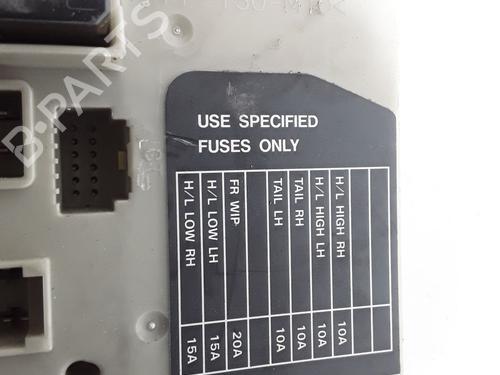 USE SPECIFIED
FUSES ONLY
H/L LOW RH 15A
H/L LOW LH 15A
FR WIP 20A
TAIL LH 10A
TAIL RH 10A
H/L HIGH LH 10A
H/L HIGH RH 10A
B-PARTS